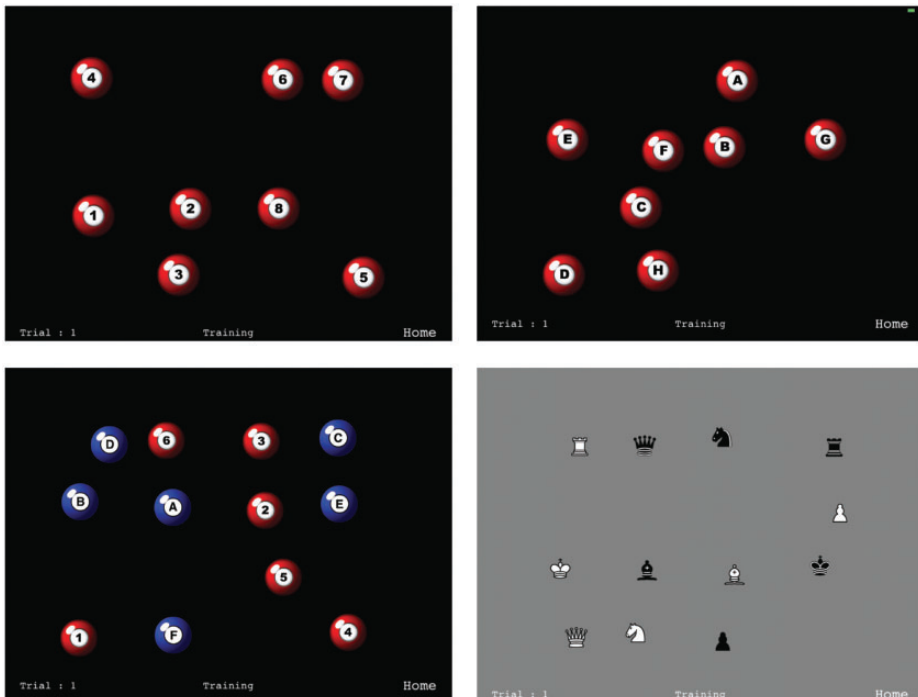 4 6 7
1 2 8
3 5
Trial : 1 Training Home
A
E F B G
C
D H
Trial : 1 Training Home
D 6 3 C
B A 2 E
5
1 F 4
Trial : 1 Training Home
Trial : 1 Training Home